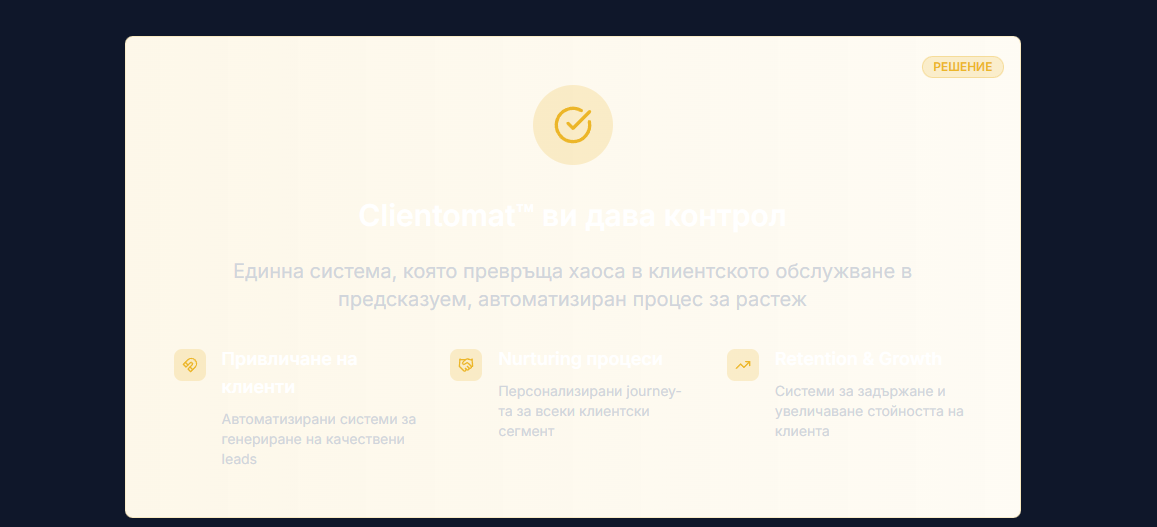 РЕШЕНИЕ
Clientomat™ ви дава контрол
Единна система, която превръща хаоса в клиентското обслужване в
предсказуем, автоматизиран процес за растеж
Привличане на
клиенти
Автоматизирани системи за
генериране на качествени
leads
Nurturing процеси
Персонализирани journey-
та за всеки клиентски
сегмент
Retention & Growth
Системи за задържане и
увеличаване стойността на
клиента